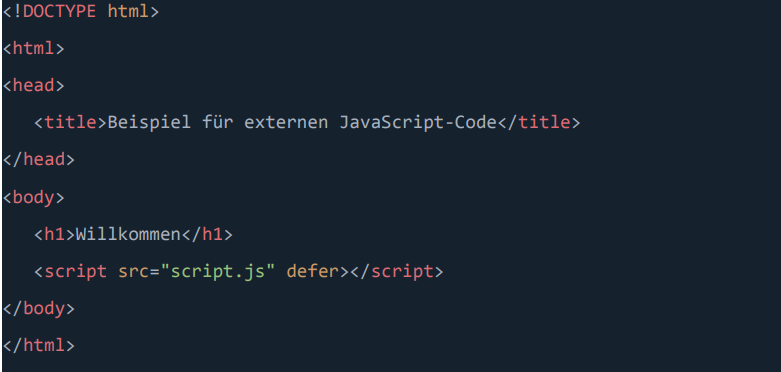 <!DOCTYPE html>
<html>
<head>
<title>Beispiel für externen JavaScript-Code</title>
</head>
<body>
<h1>Willkommen</h1>
<script src="script.js" defer></script>
</body>
</html>